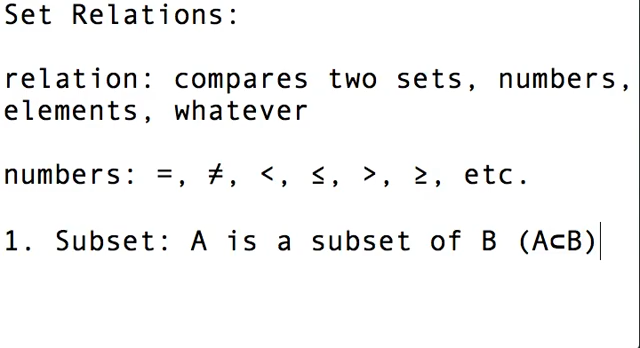 Set Relations:
relation: compares two sets, numbers,
elements, whatever
numbers: =, ≠, <, ≤, >, ≥, etc.
1. Subset: A is a subset of B (A⊂B)